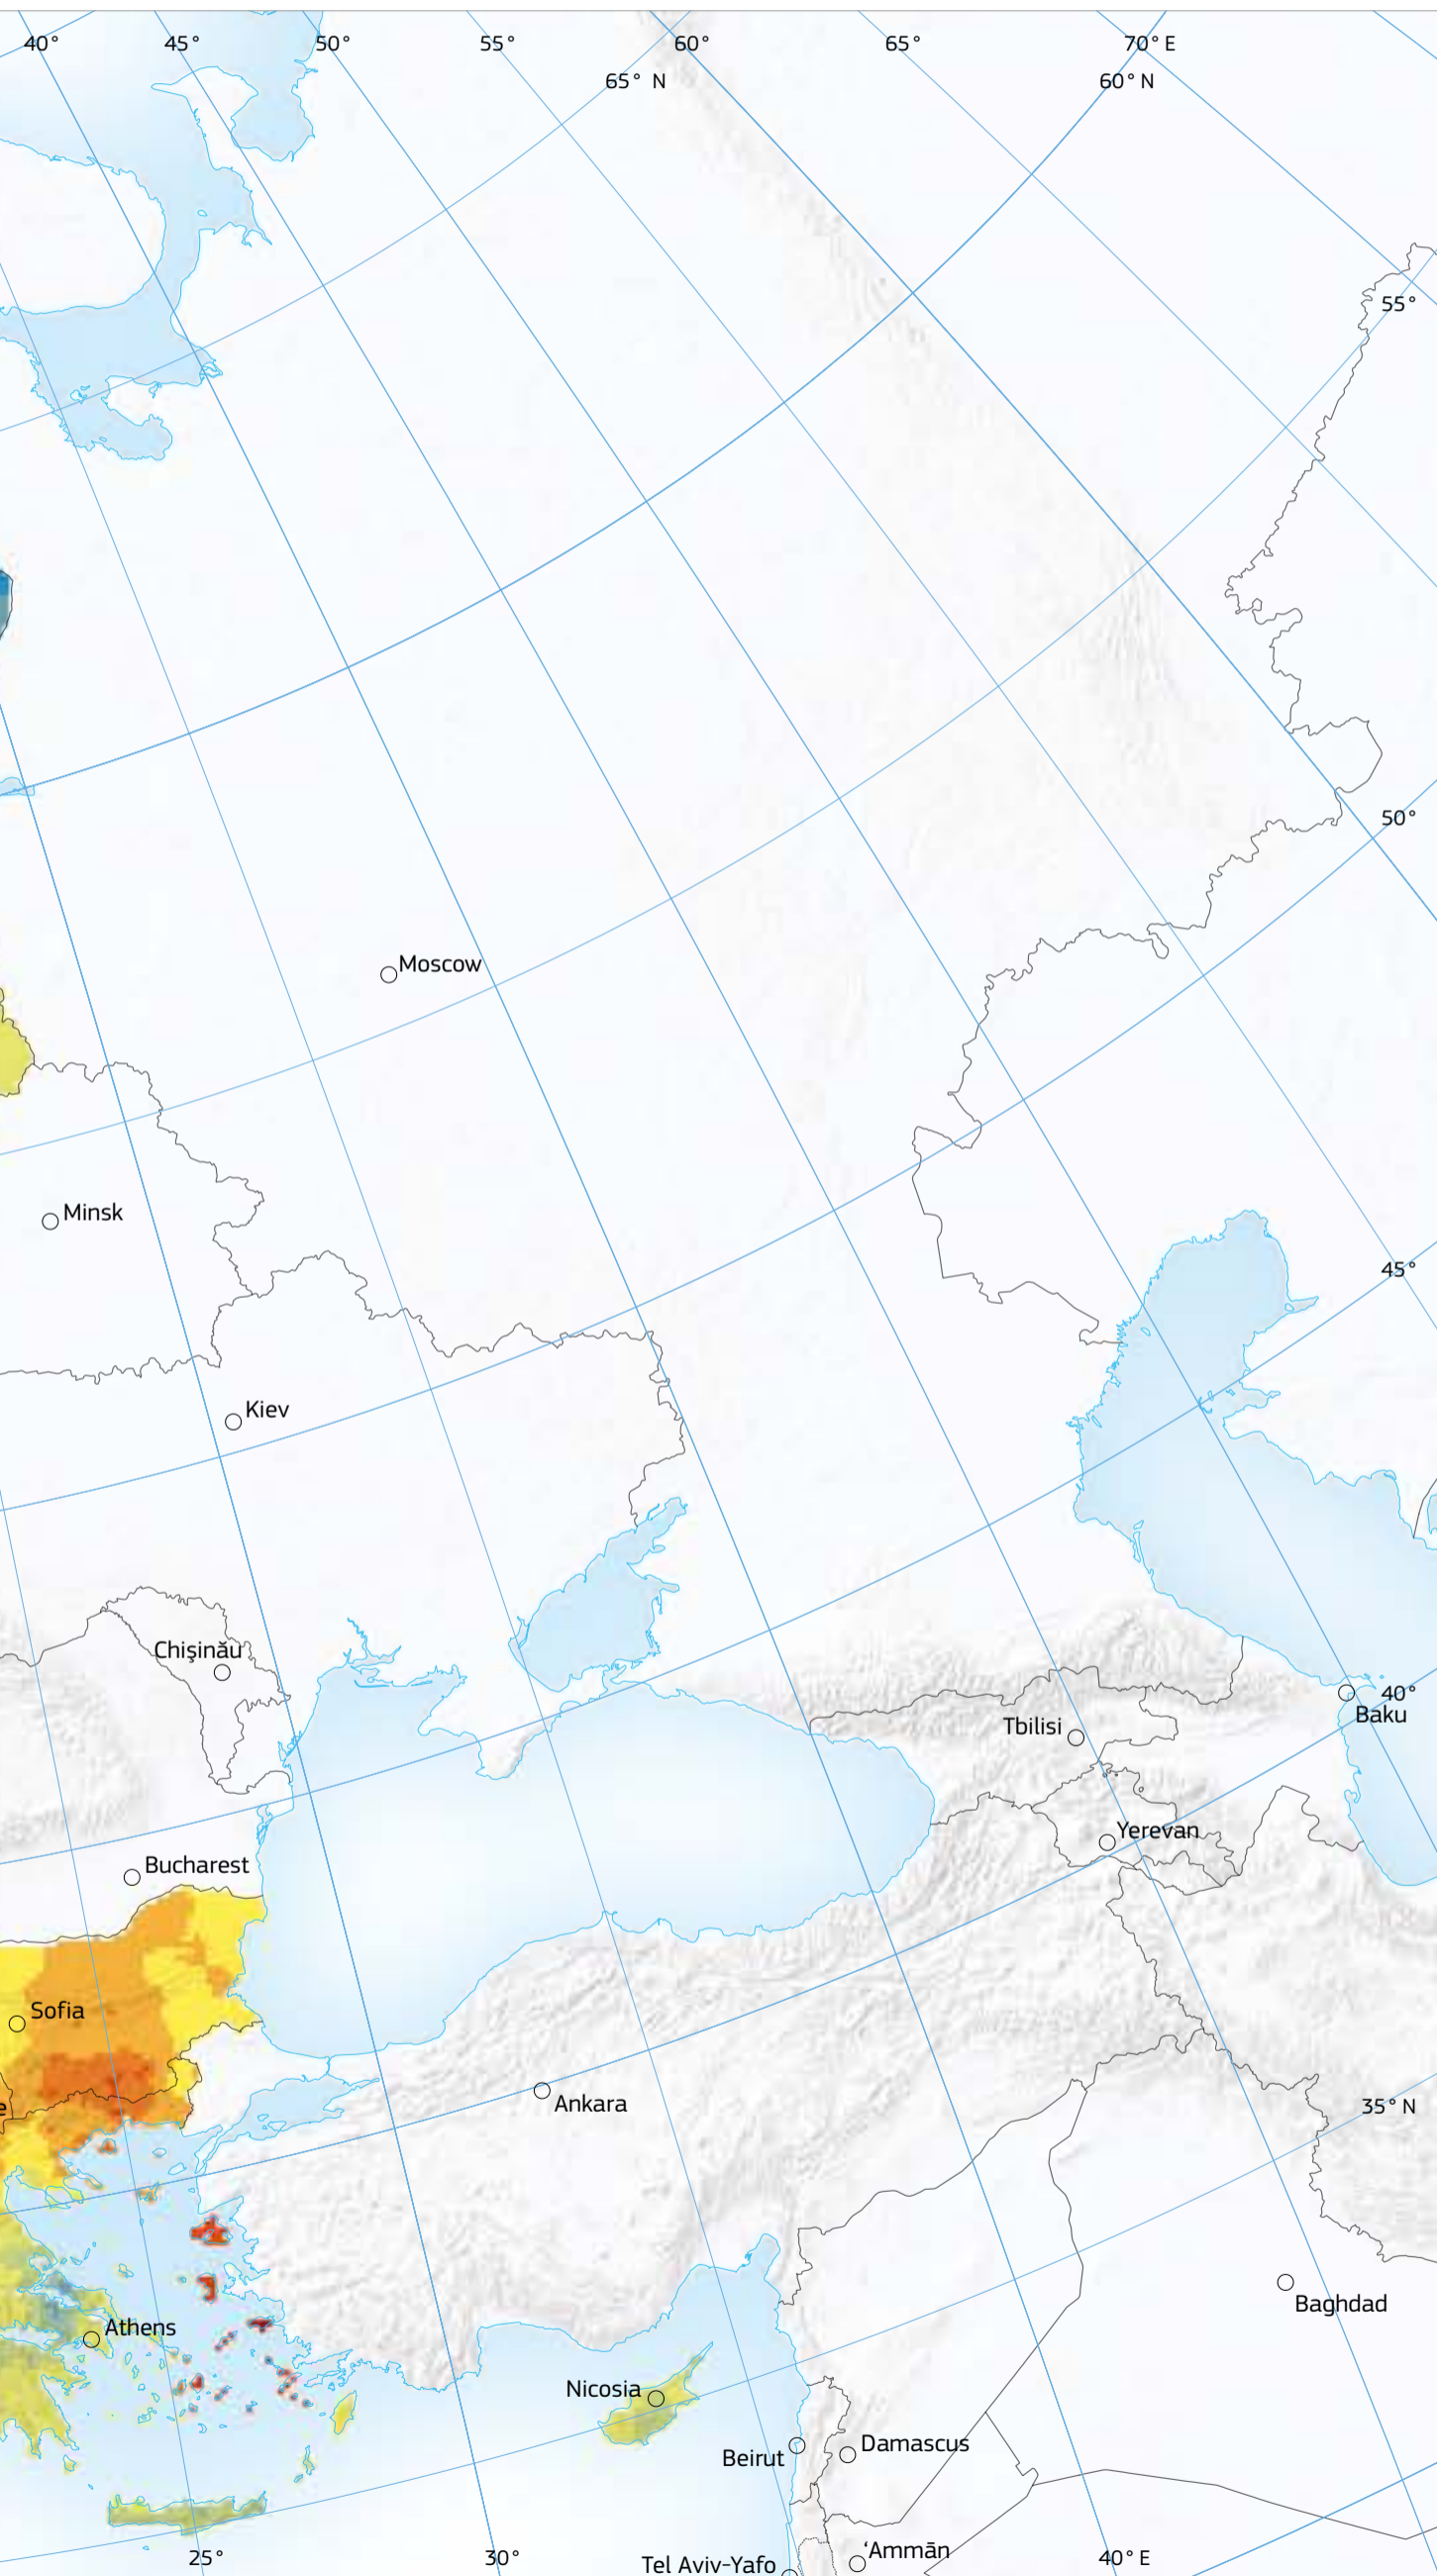 40° 45° 50° 55° 60° 65° 70° E
65° N 60° N
55°
50°
Moscow
Minsk
45°
Kiev
Chişinău
40°
Baku
Tbilisi
Yerevan
Bucharest
Sofia
Ankara
e
35° N
Baghdad
Athens
Nicosia
Damascus
Beirut
ʻAmmān
25° 30° 40° E
Tel Aviv-Yafo